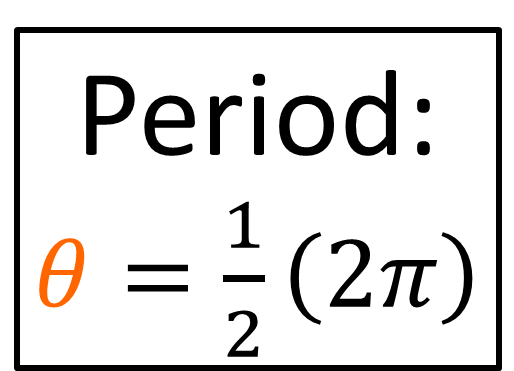 Period:
θ = 1/2 (2π)